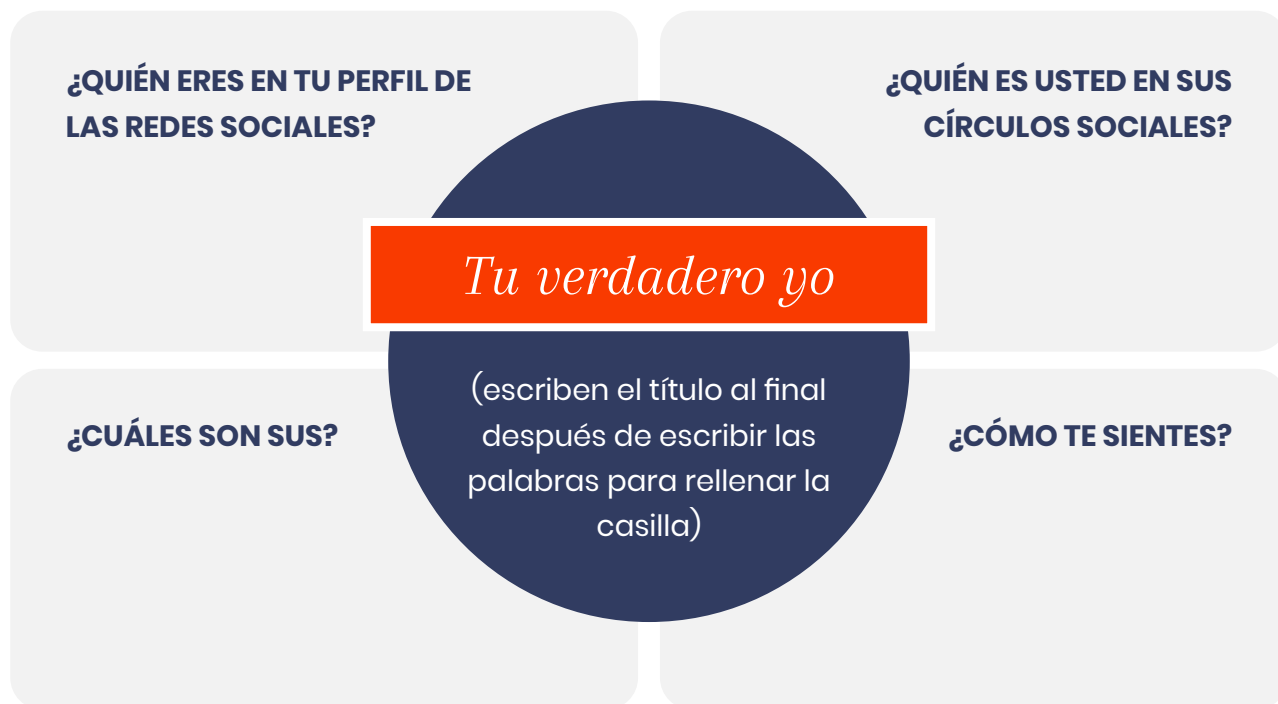 ¿QUIÉN ERES EN TU PERFIL DE
LAS REDES SOCIALES?
¿QUIÉN ES USTED EN SUS
CÍRCULOS SOCIALES?
Tu verdadero yo
(escriben el título al final
después de escribir las
palabras para rellenar la
casilla)
¿CUÁLES SON SUS?
¿CÓMO TE SIENTES?